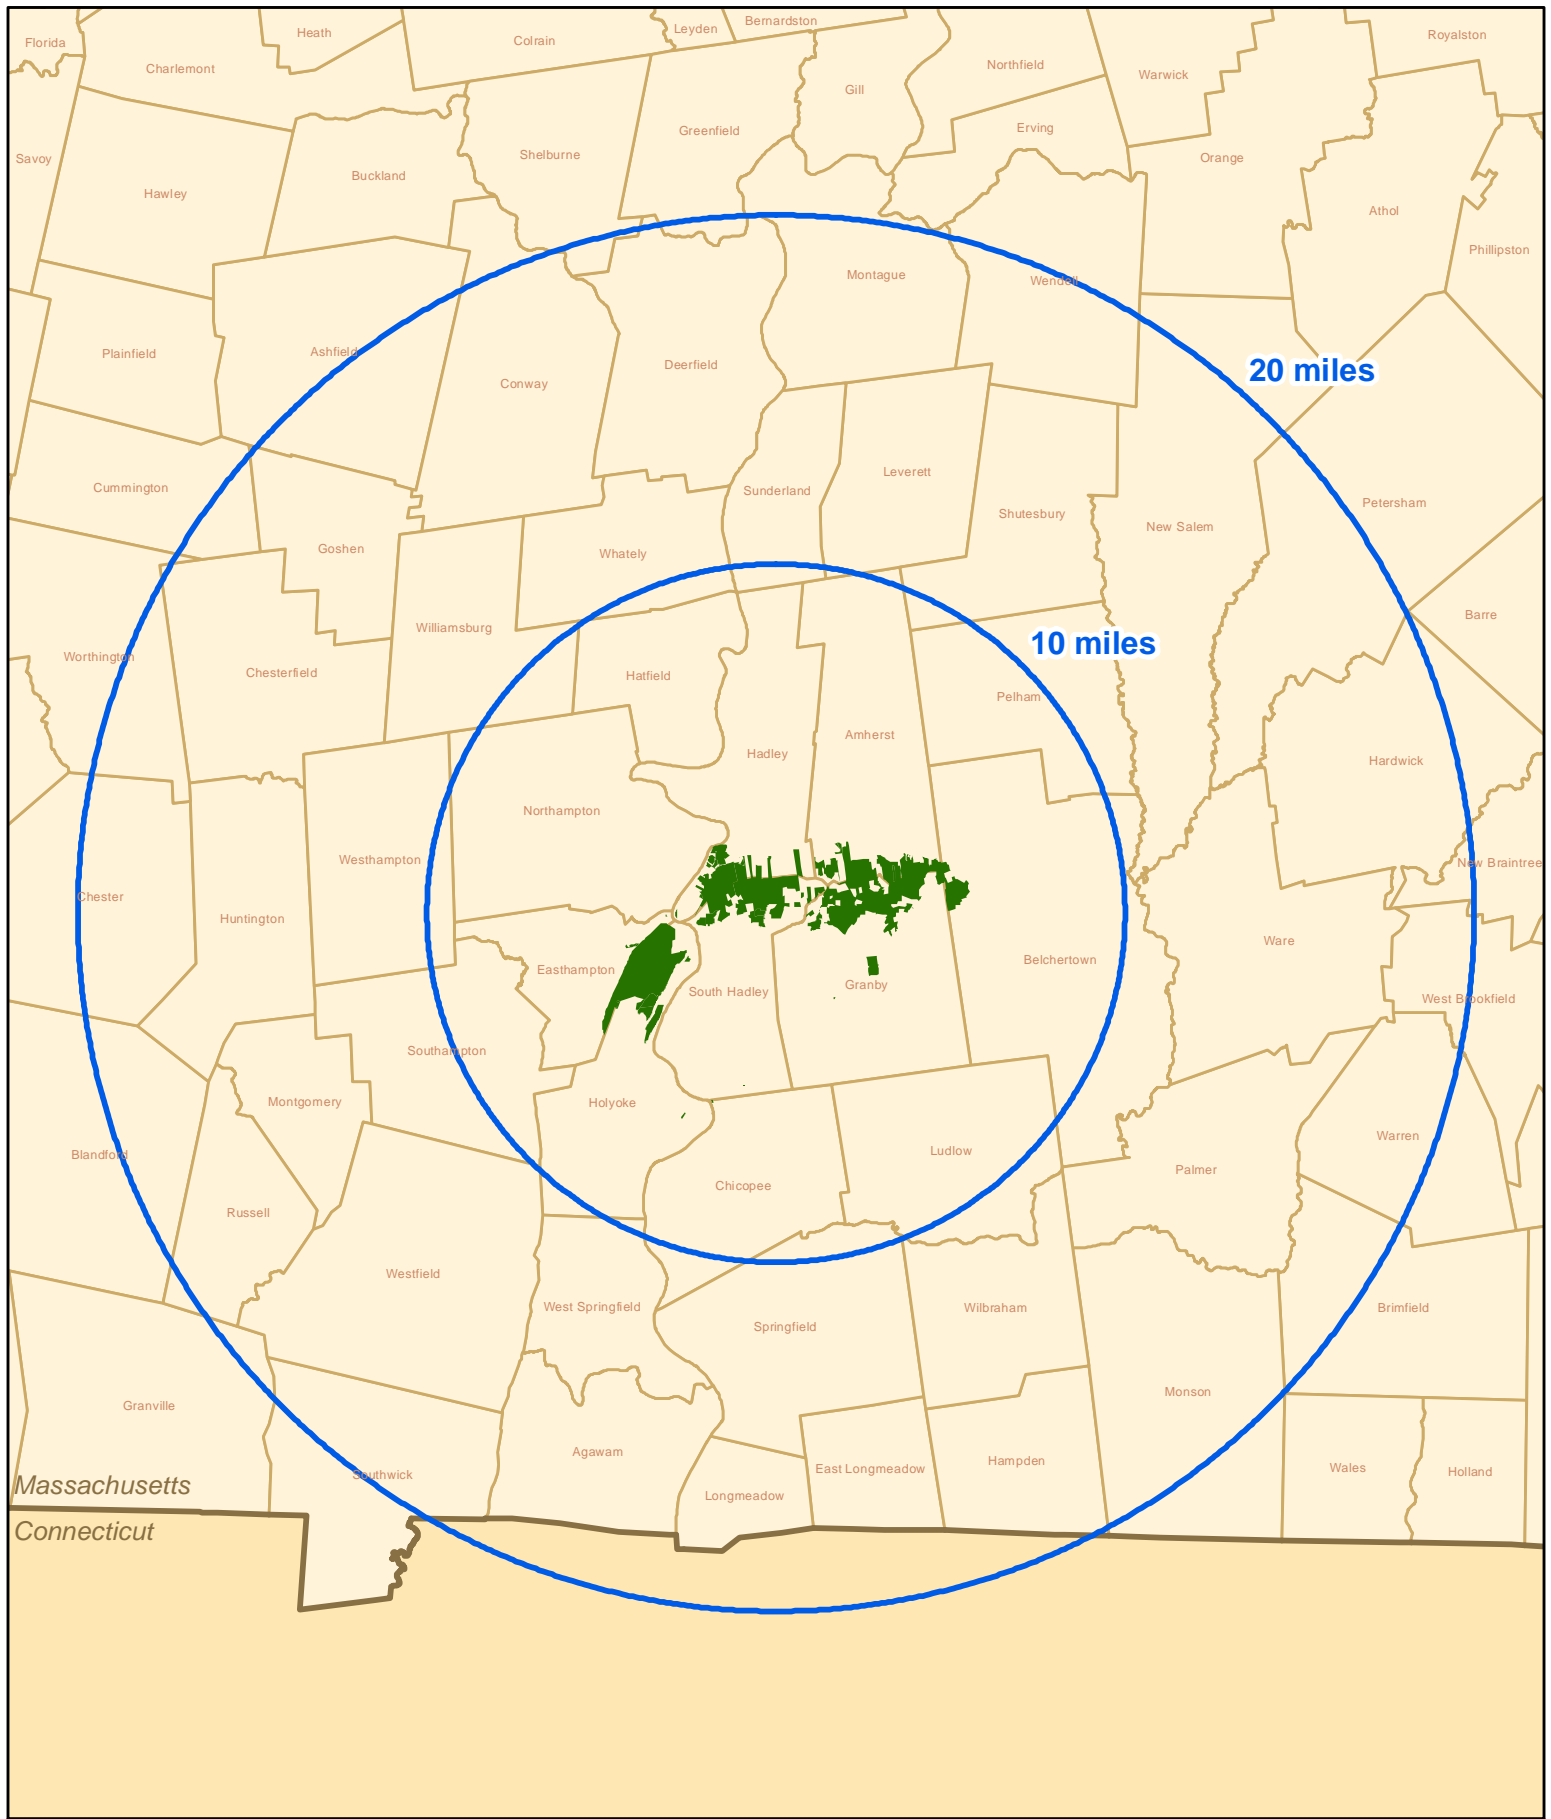 Bernardston
Leyden
Heath
Colrain
Florida
Royalston
Charlemont
Northfield
Warwick
Gill
Greenfield
Erving
Shelburne
Orange
Savoy
Buckland
Hawley
Athol
Phillipston
Montague
Wendell
Ashfield
Plainfield
Deerfield
20 miles
Conway
Leverett
Cummington
Sunderland
Petersham
Shutesbury
New Salem
Goshen
Whately
Barre
Williamsburg
10 miles
Worthington
Chesterfield
Hatfield
Pelham
Amherst
Hadley
Hardwick
Northampton
Westhampton
New Braintree
Chester
Huntington
Ware
Belchertown
Easthampton
Granby
South Hadley
West Brookfield
Southampton
Montgomery
Holyoke
Warren
Ludlow
Blandford
Palmer
Chicopee
Russell
Westfield
West Springfield
Wilbraham
Brimfield
Springfield
Monson
Granville
Agawam
Hampden
East Longmeadow
Wales
Holland
Southwick
Massachusetts
Longmeadow
Connecticut